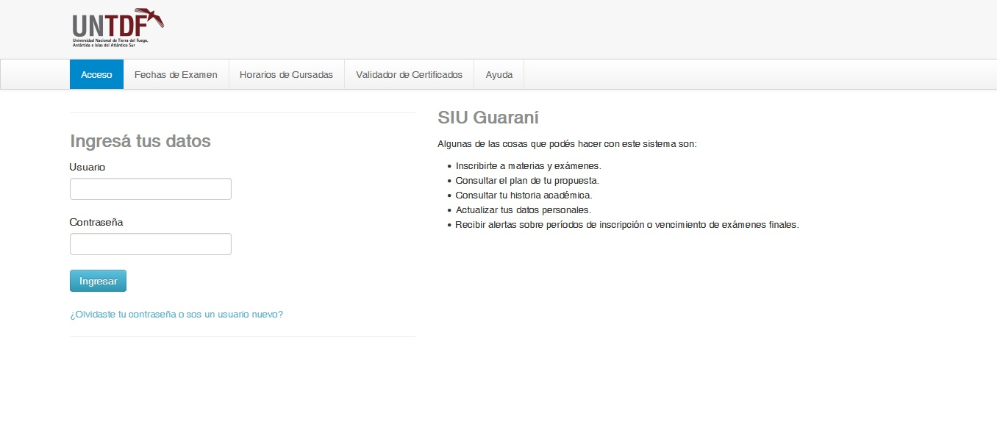 UNTDF
Universidad Nacional de Tierra del Fuego,
Antártida e Islas del Atlántico Sur
Acceso
Fechas de Examen
Horarios de Cursadas
Validador de Certificados
Ayuda
Ingresá tus datos
Usuario
Contraseña
Ingresar
¿Olvidaste tu contraseña o sos un usuario nuevo?
SIU Guaraní
Algunas de las cosas que podés hacer con este sistema son:
• Inscribirte a materias y exámenes.
• Consultar el plan de tu propuesta.
• Consultar tu historia académica.
• Actualizar tus datos personales.
• Recibir alertas sobre períodos de inscripción o vencimiento de exámenes finales.